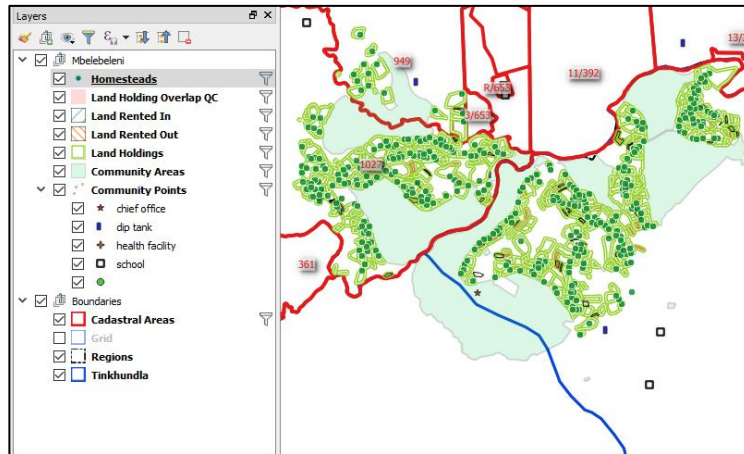 Layers
Mbelebeleni
Homesteads
Land Holding Overlap QC
Land Rented In
Land Rented Out
Land Holdings
Community Areas
Community Points
chief office
dip tank
health facility
school
Boundaries
Cadastral Areas
Grid
Regions
Tinkhundla
949
R/653
3/653
11/392
1027
361